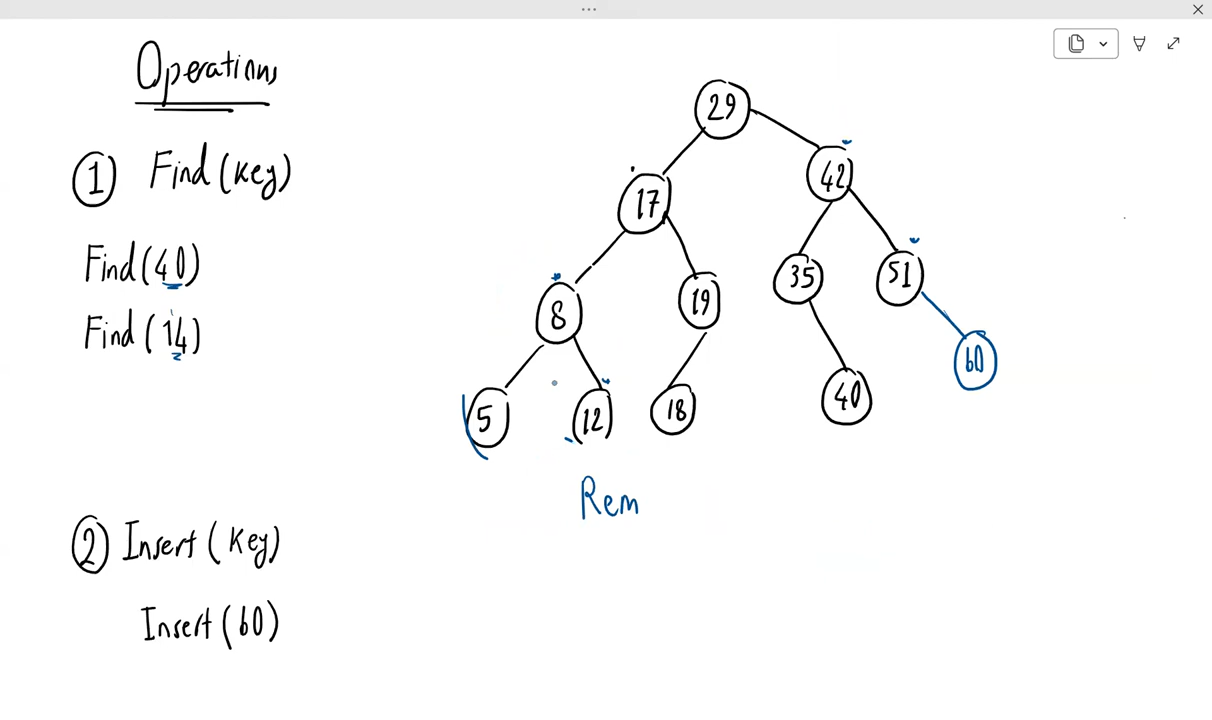 Operations
① Find(Key)
Find(40)
Find(14)
② Insert(Key)
Insert(60)
29
17
42
8
19
35
51
5
12
18
40
60
Rem